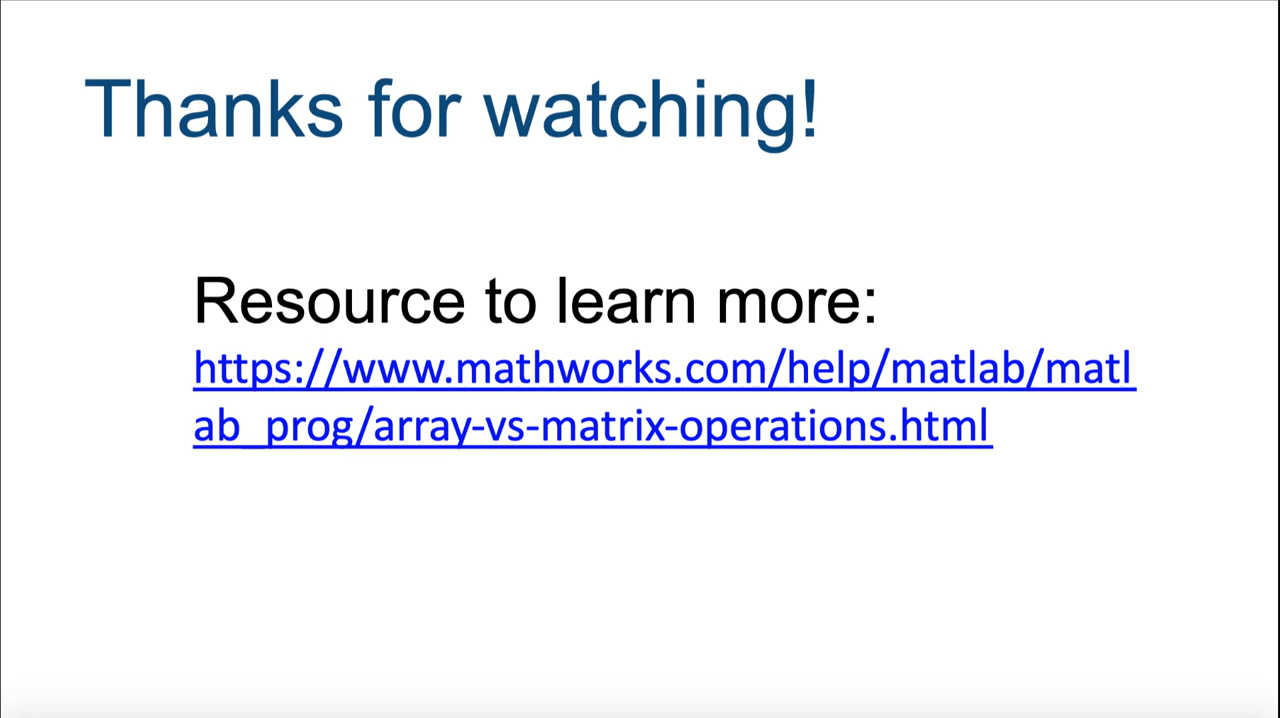 Thanks for watching!
Resource to learn more:
https://www.mathworks.com/help/matlab/matl
ab_prog/array-vs-matrix-operations.html